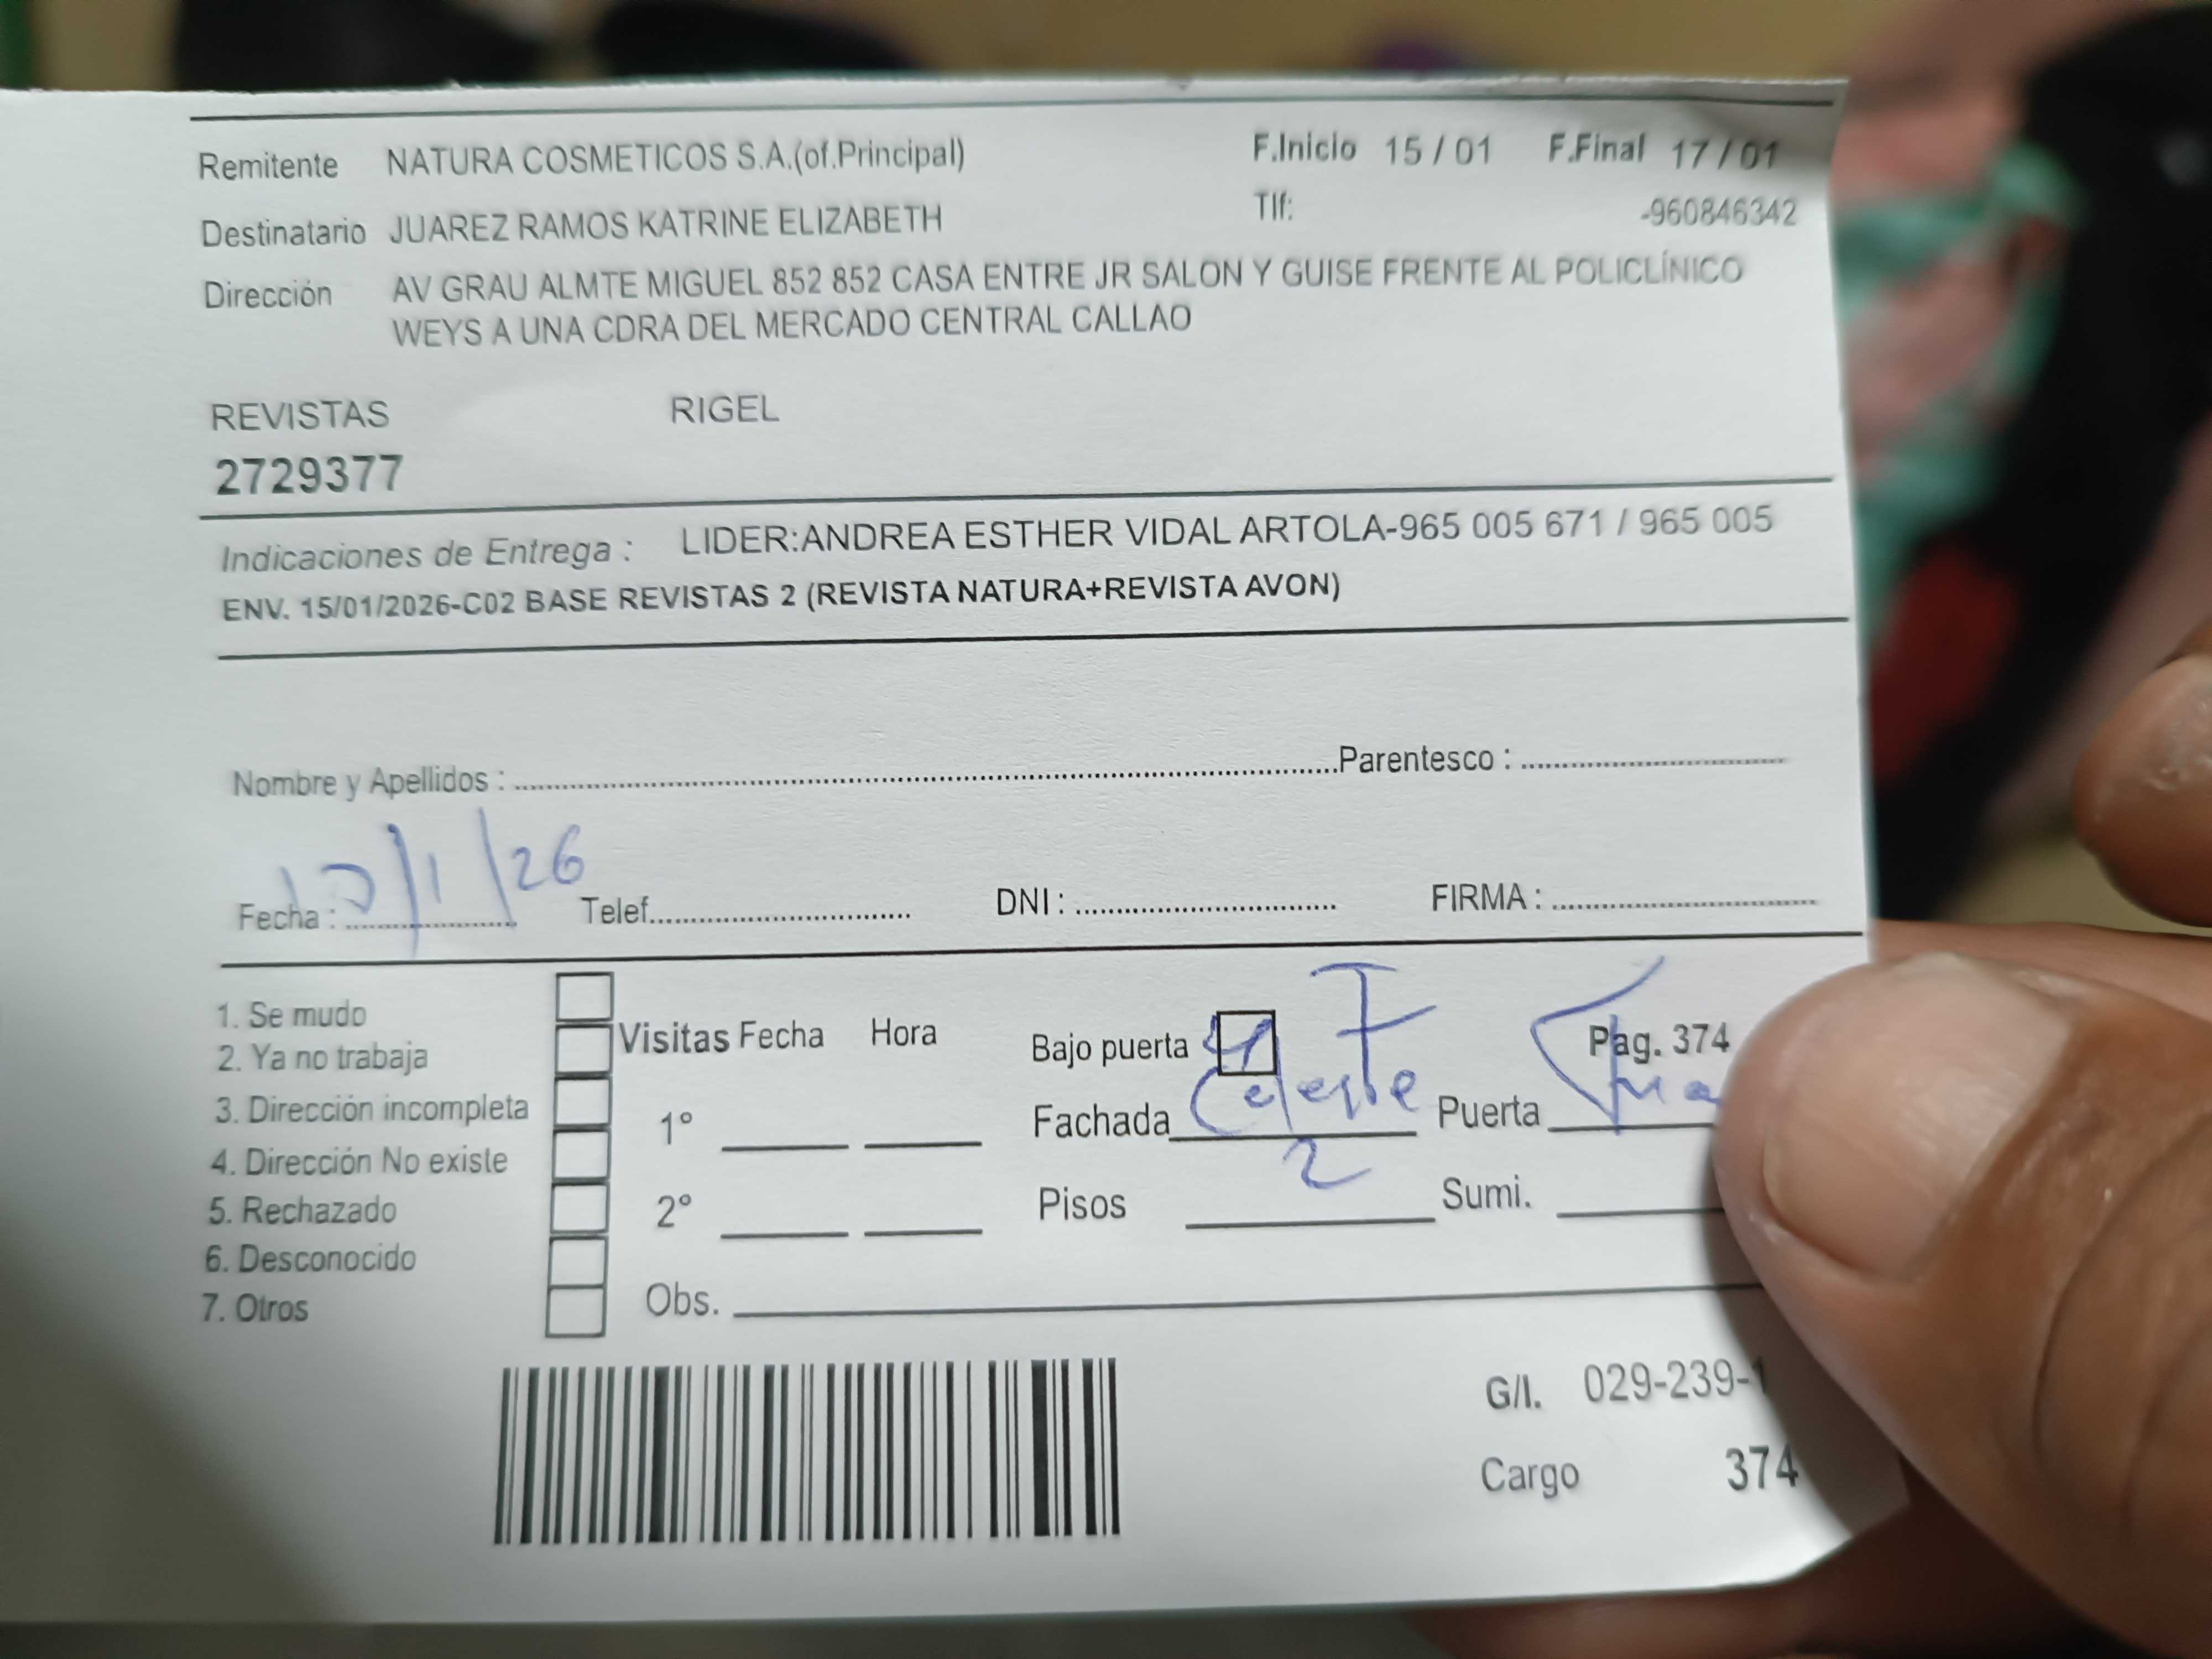 Remitente NATURA COSMETICOS S.A.(of.Principal) F.Inicio 15 / 01 F.Final 17 / 01
Destinatario JUAREZ RAMOS KATRINE ELIZABETH Tlf: -960846342
Dirección AV GRAU ALMTE MIGUEL 852 852 CASA ENTRE JR SALON Y GUISE FRENTE AL POLICLÍNICO
WEYS A UNA CDRA DEL MERCADO CENTRAL CALLAO
REVISTAS RIGEL
2729377
Indicaciones de Entrega : LIDER:ANDREA ESTHER VIDAL ARTOLA-965 005 671 / 965 005
ENV. 15/01/2026-C02 BASE REVISTAS 2 (REVISTA NATURA+REVISTA AVON)
Nombre y Apellidos : Parentesco :
Fecha : /1/26 Telef. DNI : FIRMA :
1. Se mudo
2. Ya no trabaja
3. Dirección incompleta
4. Dirección No existe
5. Rechazado
6. Desconocido
7. Otros
Visitas Fecha Hora
1°
2°
Obs.
Bajo puerta Pag. 374
Fachada Celeste Puerta
Pisos 2 Sumi.
G/I. 029-239-
Cargo 374